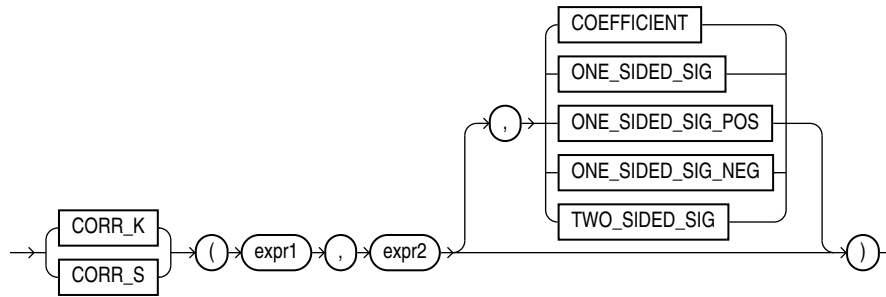 COEFFICIENT
ONE_SIDED_SIG
, ONE_SIDED_SIG_POS
ONE_SIDED_SIG_NEG
TWO_SIDED_SIG
CORR_K
CORR_S
( expr1 , expr2 )